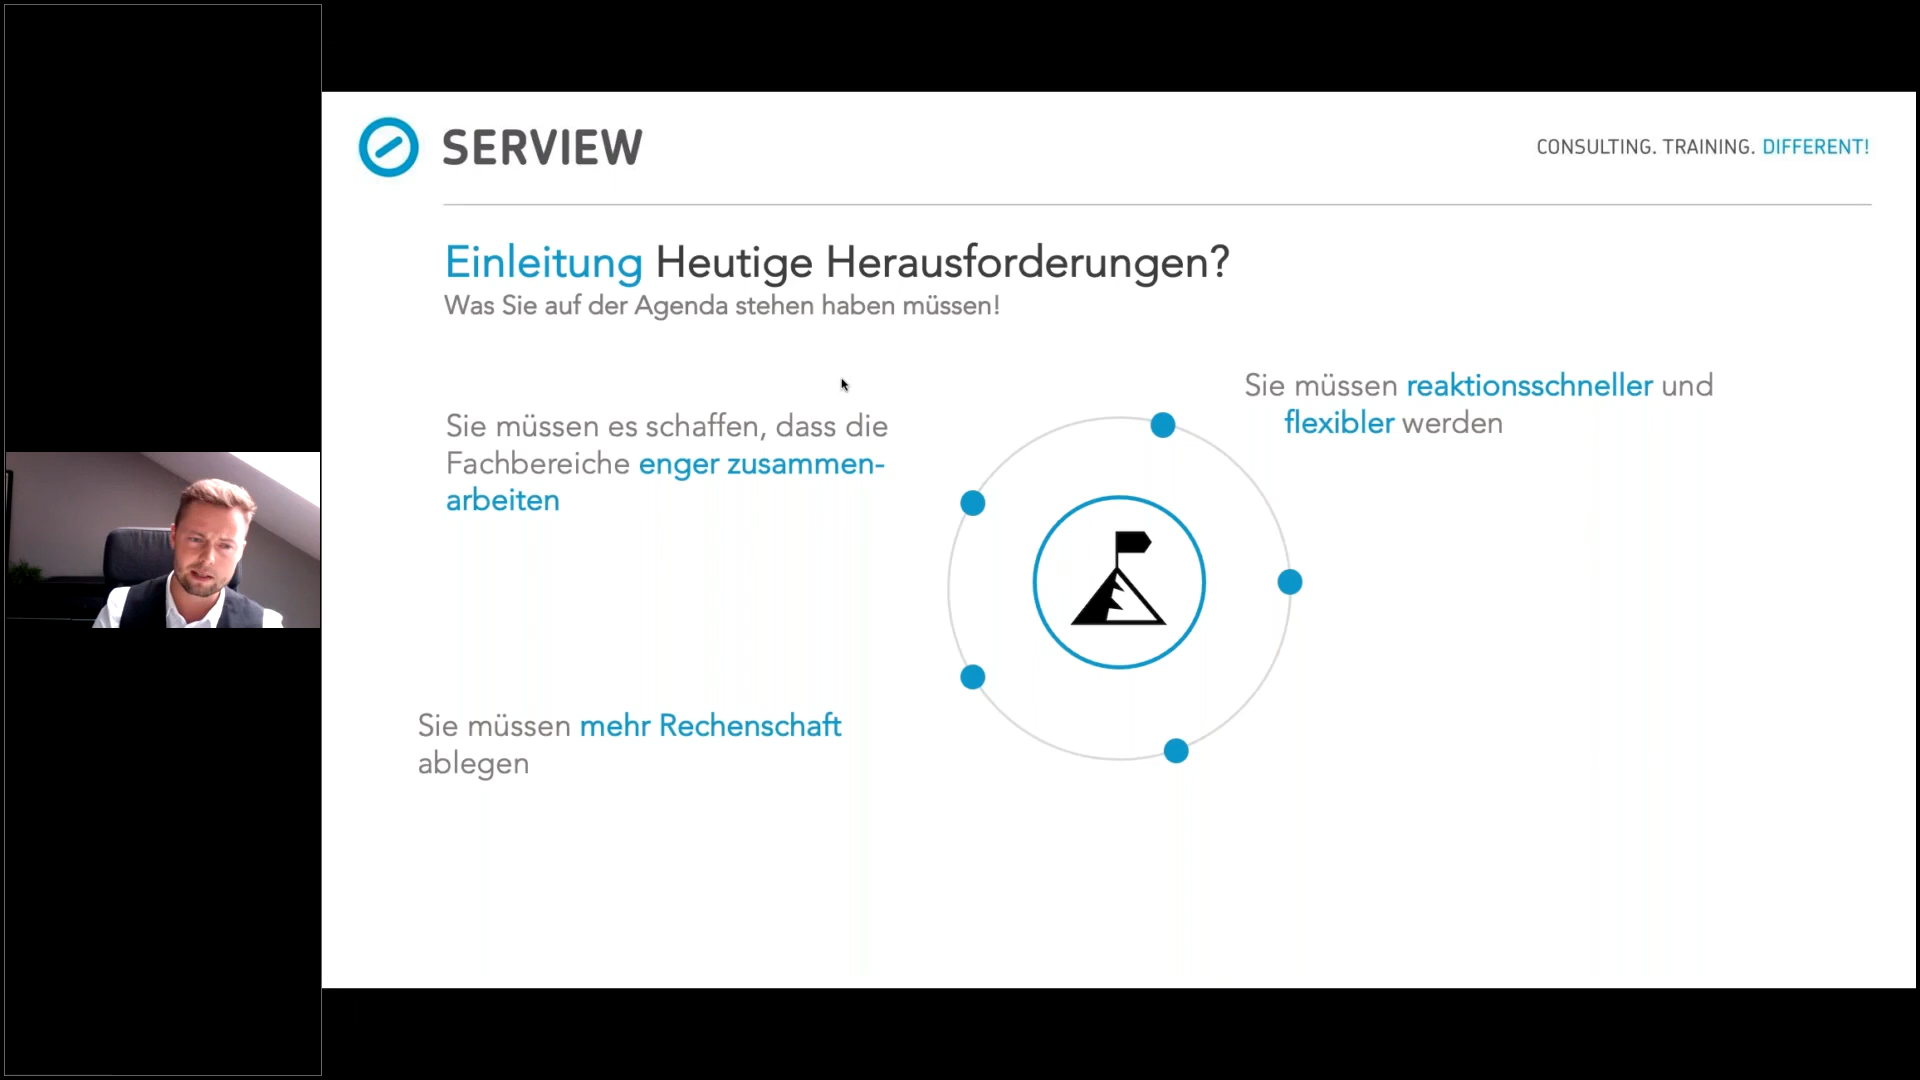 SERVIEW
CONSULTING. TRAINING. DIFFERENT!
Einleitung Heutige Herausforderungen?
Was Sie auf der Agenda stehen haben müssen!
Sie müssen es schaffen, dass die
Fachbereiche enger zusammen-
arbeiten
Sie müssen reaktionsschneller und
flexibler werden
Sie müssen mehr Rechenschaft
ablegen